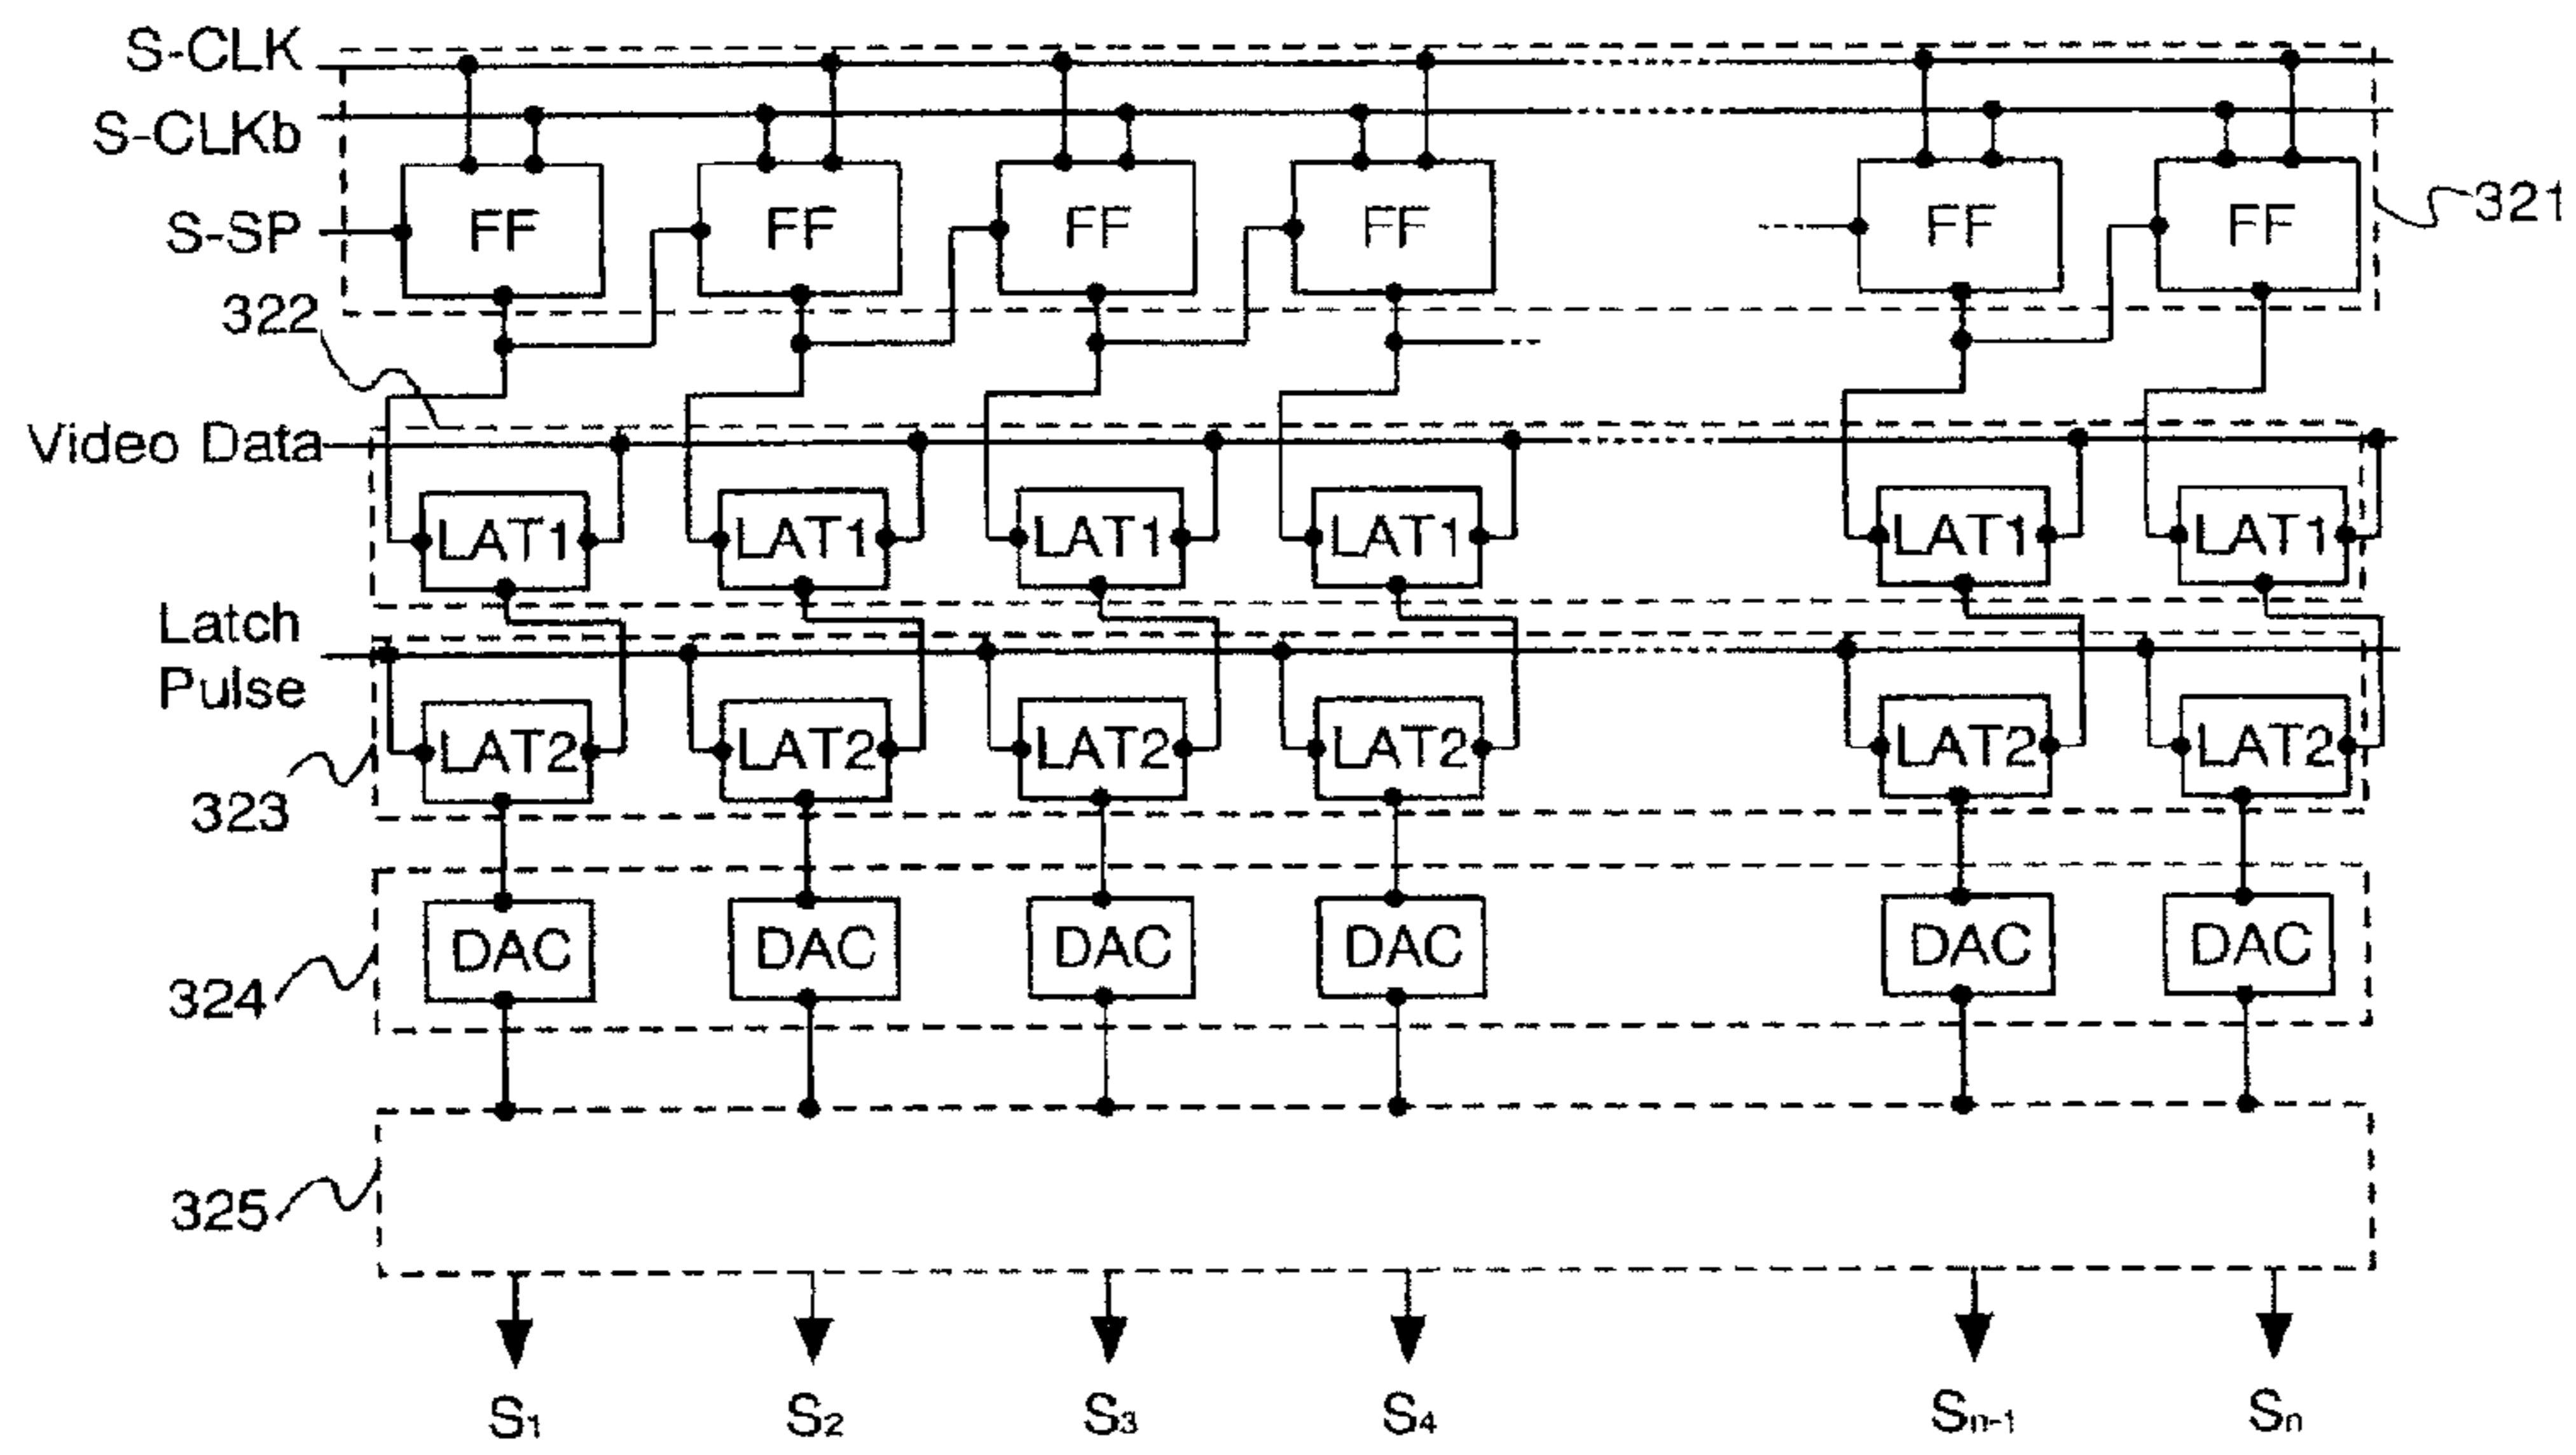 S-CLK
S-CLKb
S-SP
FF FF FF FF FF FF
321
322
Video Data
LAT1 LAT1 LAT1 LAT1 LAT1 LAT1
Latch
Pulse
LAT2 LAT2 LAT2 LAT2 LAT2 LAT2
323
DAC DAC DAC DAC DAC DAC
324
325
S1 S2 S3 S4 Sn-1 Sn